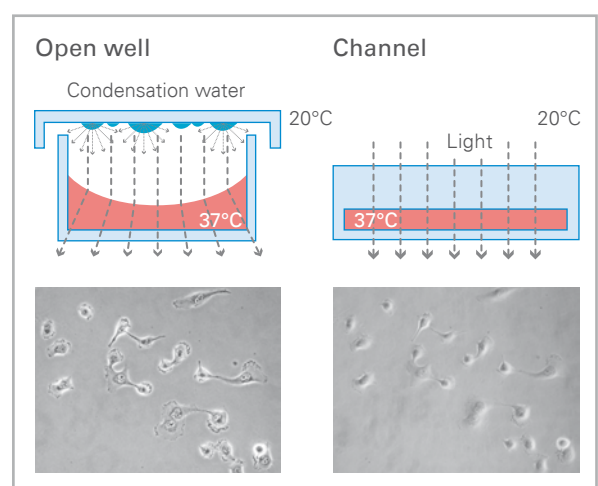 Open well
Channel
Condensation water
20°C
20°C
Light
37°C
37°C